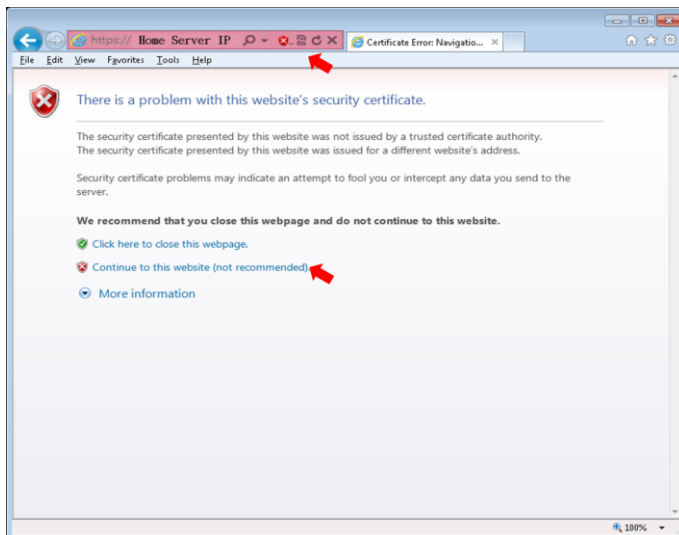 https:// Home Server IP
Certificate Error: Navigatio...
File Edit View Favorites Tools Help
There is a problem with this website's security certificate.
The security certificate presented by this website was not issued by a trusted certificate authority.
The security certificate presented by this website was issued for a different website's address.
Security certificate problems may indicate an attempt to fool you or intercept any data you send to the
server.
We recommend that you close this webpage and do not continue to this website.
Click here to close this webpage.
Continue to this website (not recommended).
More information
100%